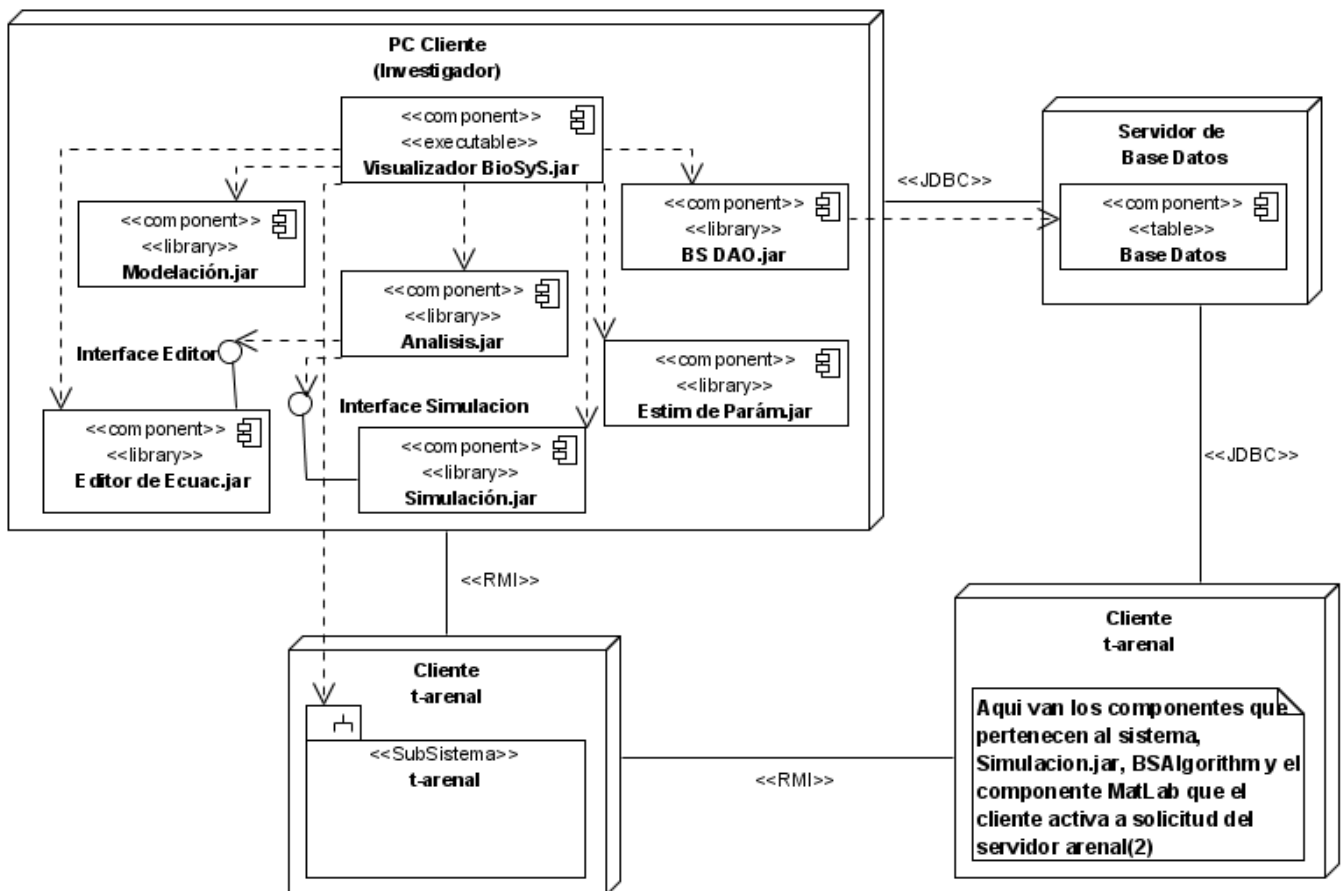 PC Cliente
(Investigador)
<<component>>
<<executable>>
Visualizador BioSyS.jar
<<component>>
<<library>>
Modelación.jar
<<component>>
<<library>>
BS DAO.jar
<<component>>
<<library>>
Analisis.jar
Interface Editor
<<component>>
<<library>>
Estim de Parám.jar
Interface Simulacion
<<component>>
<<library>>
Editor de Ecuac.jar
<<component>>
<<library>>
Simulación.jar
<<JDBC>>
Servidor de
Base Datos
<<component>>
<<table>>
Base Datos
<<JDBC>>
<<RMI>>
Cliente
t-arenal
<<SubSistema>>
t-arenal
<<RMI>>
Cliente
t-arenal
Aqui van los componentes que
pertenecen al sistema,
Simulacion.jar, BSAlgorithm y el
componente MatLab que el
cliente activa a solicitud del
servidor arenal(2)